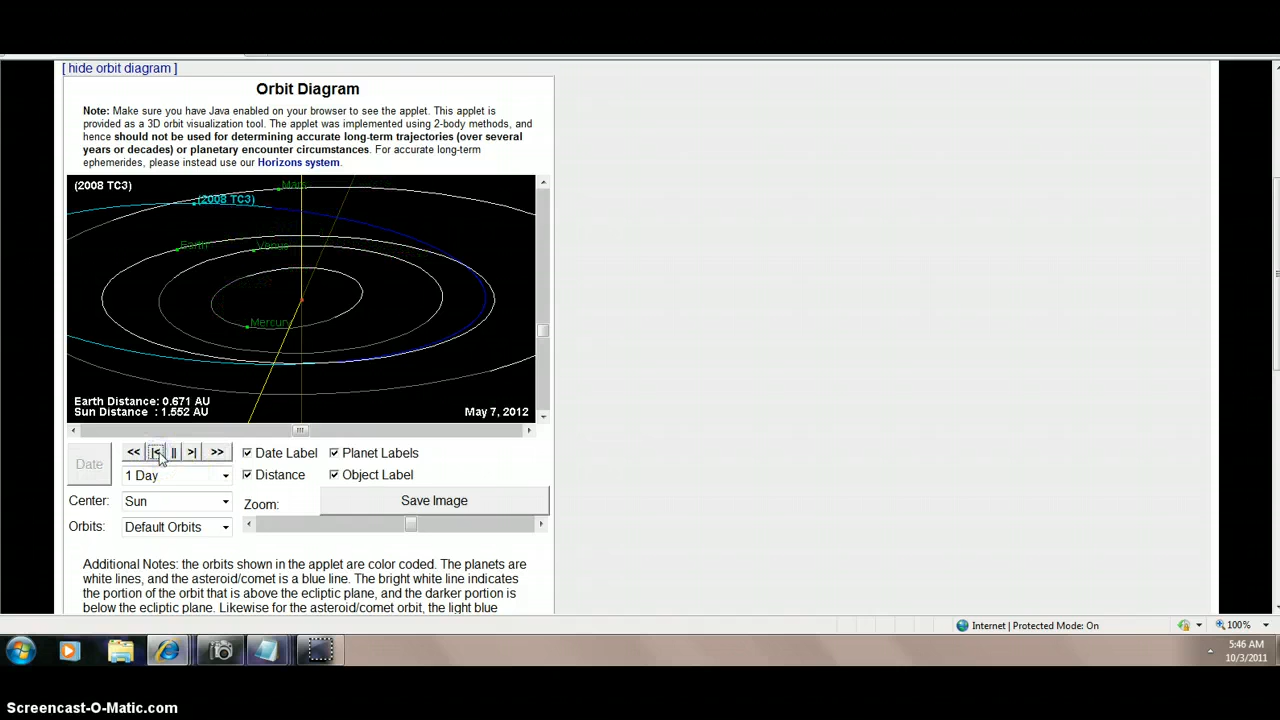 [ hide orbit diagram ]
Orbit Diagram
Note: Make sure you have Java enabled on your browser to see the applet. This applet is
provided as a 3D orbit visualization tool. The applet was implemented using 2-body methods, and
hence should not be used for determining accurate long-term trajectories (over several
years or decades) or planetary encounter circumstances. For accurate long-term
ephemerides, please instead use our Horizons system.
(2008 TC3)
Mars
(2008 TC3)
Earth
Venus
Mercury
Earth Distance: 0.671 AU
Sun Distance : 1.552 AU
May 7, 2012
Date
<< |< || >| >>
Date Label
Planet Labels
1 Day
Distance
Object Label
Center: Sun
Zoom:
Save Image
Orbits: Default Orbits
Additional Notes: the orbits shown in the applet are color coded. The planets are
white lines, and the asteroid/comet is a blue line. The bright white line indicates
the portion of the orbit that is above the ecliptic plane, and the darker portion is
below the ecliptic plane. Likewise for the asteroid/comet orbit, the light blue
Internet | Protected Mode: On
100%
5:46 AM
10/3/2011
Screencast-O-Matic.com